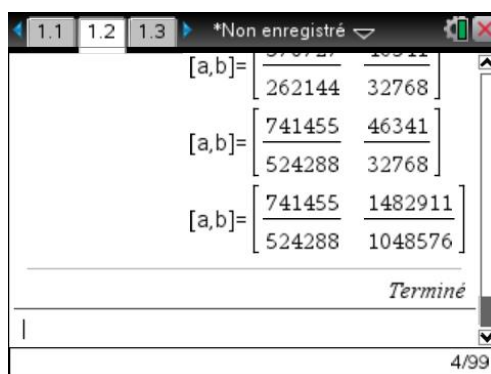 1.1 1.2 1.3 *Non enregistré
[a,b]=
262144 32768
741455 46341
[a,b]=
524288 32768
741455 1482911
[a,b]=
524288 1048576
Terminé
4/99